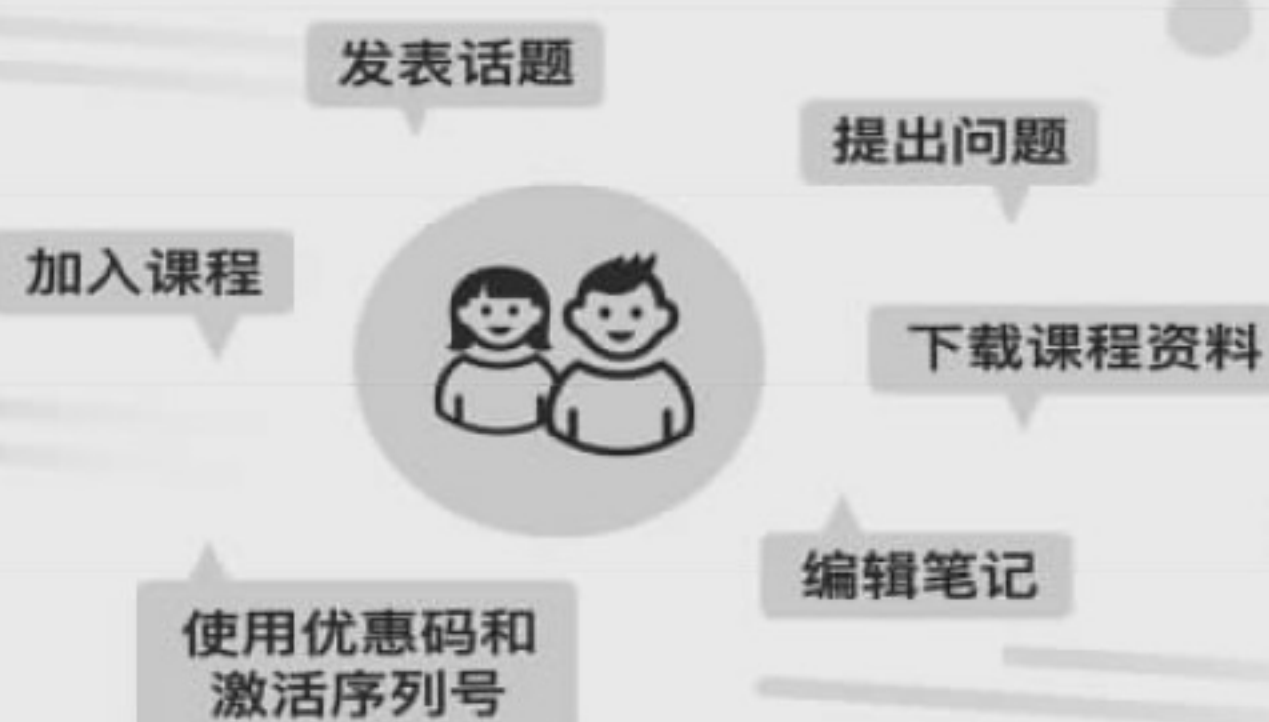 发表话题
提出问题
加入课程
下载课程资料
编辑笔记
使用优惠码和
激活序列号